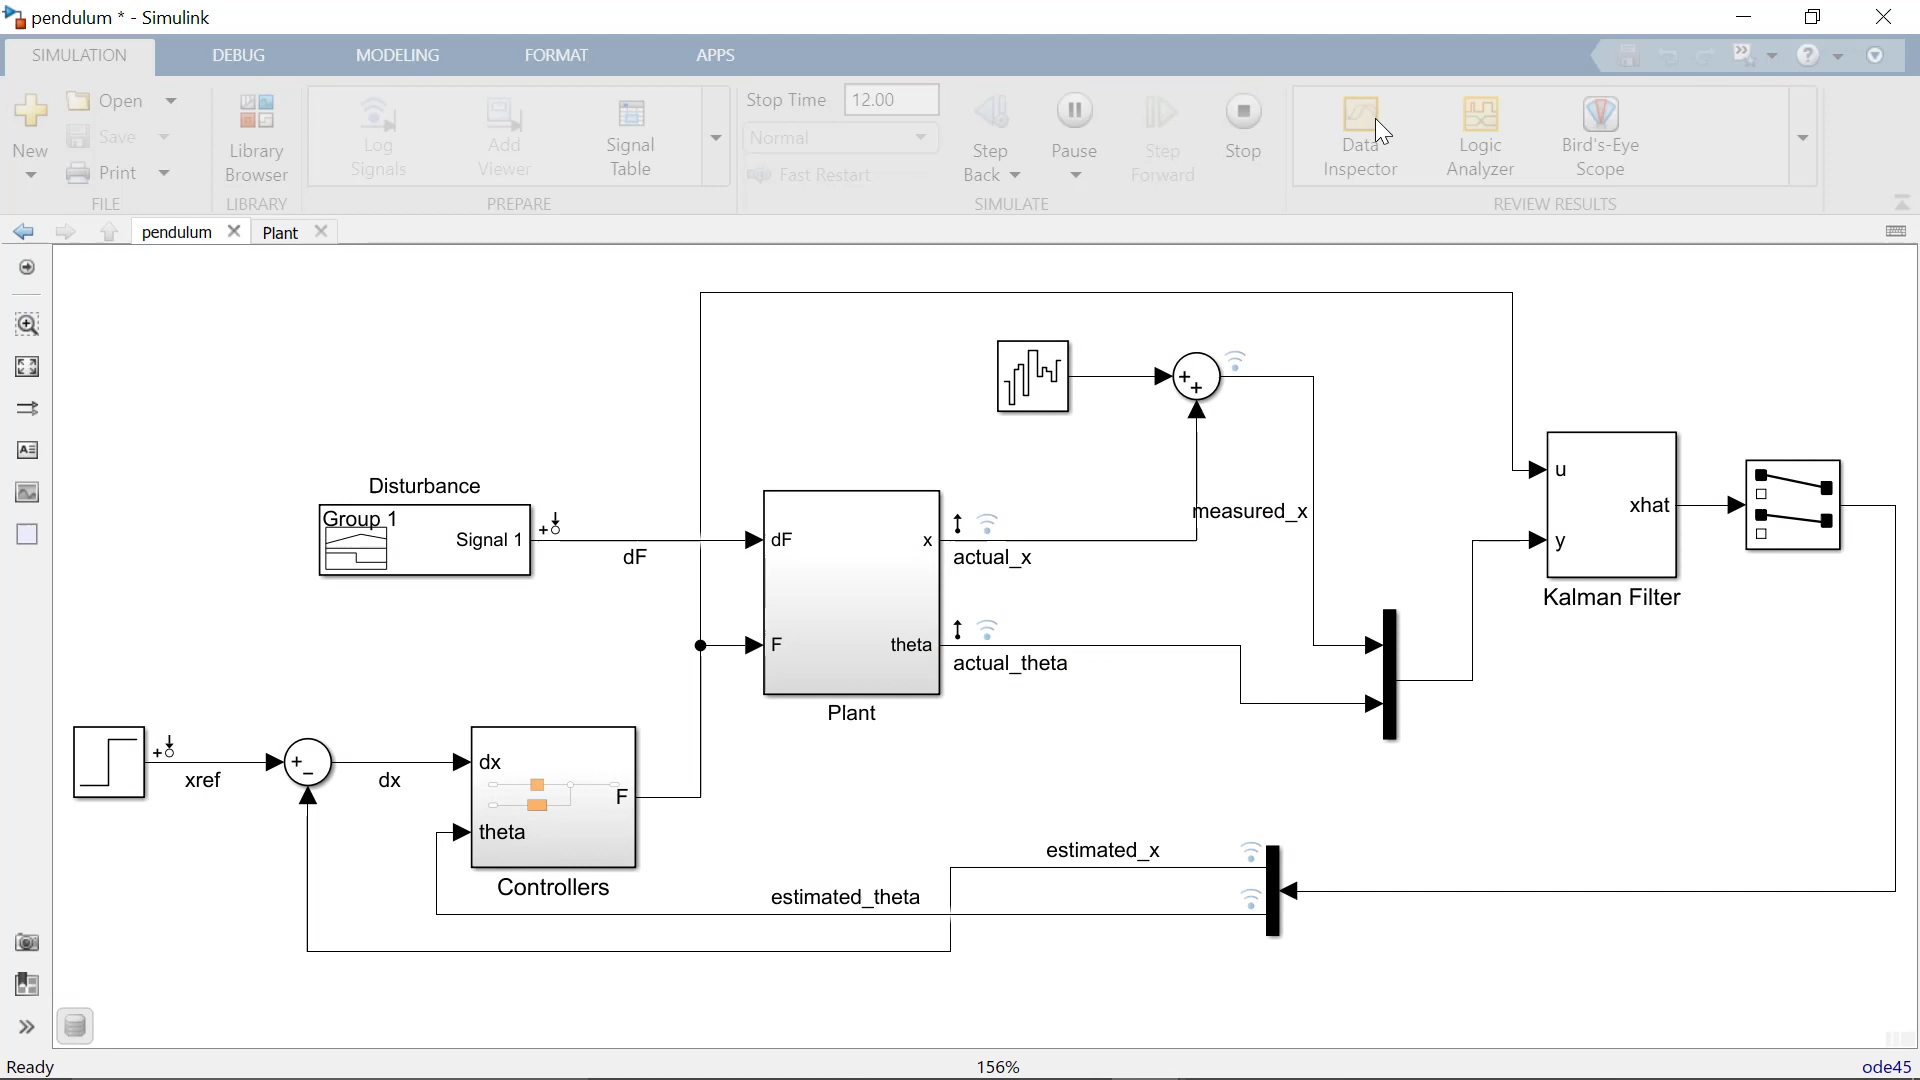 pendulum * - Simulink
SIMULATION DEBUG MODELING FORMAT APPS
New
Open
Save
Print
FILE
Library
Browser
LIBRARY
Log
Signals
Add
Viewer
Signal
Table
PREPARE
Stop Time 12.00
Normal
Fast Restart
Step
Back
Pause
Step
Forward
Stop
SIMULATE
Data
Inspector
Logic
Analyzer
Bird's-Eye
Scope
REVIEW RESULTS
pendulum Plant
Disturbance
Group 1
Signal 1
dF
dF
F
x
theta
Plant
actual_x
actual_theta
measured_x
u
y
xhat
Kalman Filter
xref
dx
dx
theta
F
Controllers
estimated_x
estimated_theta
Ready 156% ode45